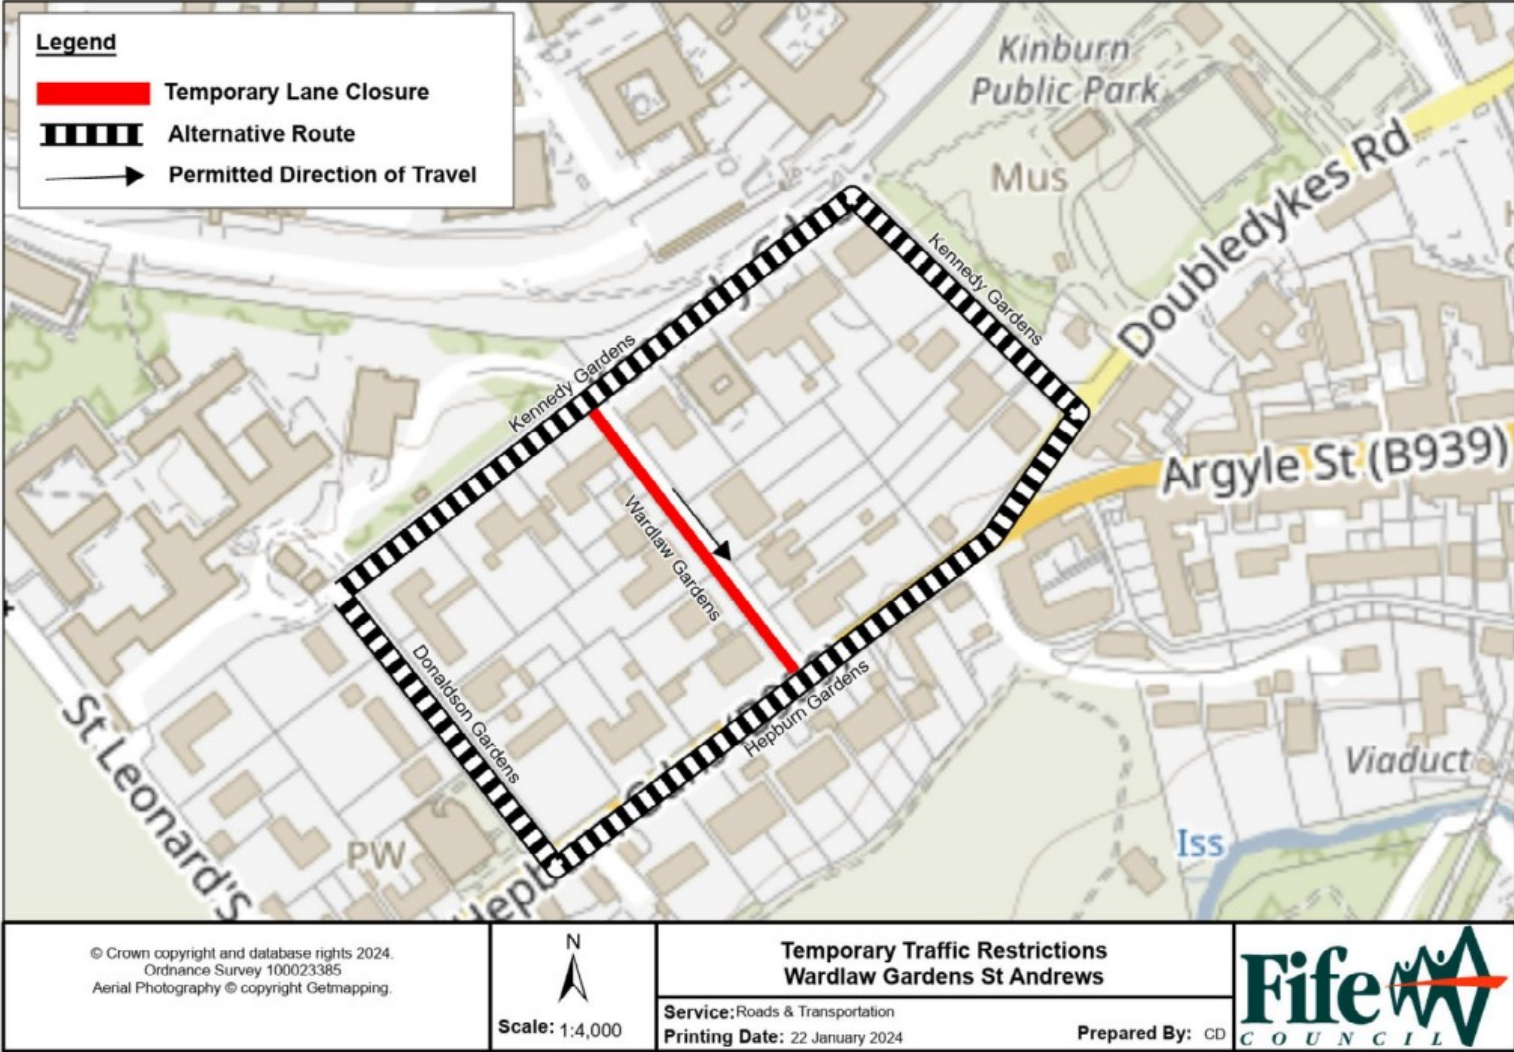 Legend
Temporary Lane Closure
Alternative Route
Permitted Direction of Travel
Kinburn
Public Park
Mus
Doubledykes Rd
Kennedy Gardens
Kennedy Gardens
Argyle St (B939)
Wardlaw Gardens
Donaldson Gardens
Hepburn Gardens
St Leonard's
PW
Hepb
Viaduct
Iss
© Crown copyright and database rights 2024.
Ordnance Survey 100023385
Aerial Photography © copyright Getmapping.
N
Scale: 1:4,000
Temporary Traffic Restrictions
Wardlaw Gardens St Andrews
Service: Roads & Transportation
Printing Date: 22 January 2024
Prepared By: CD
Fife
COUNCIL